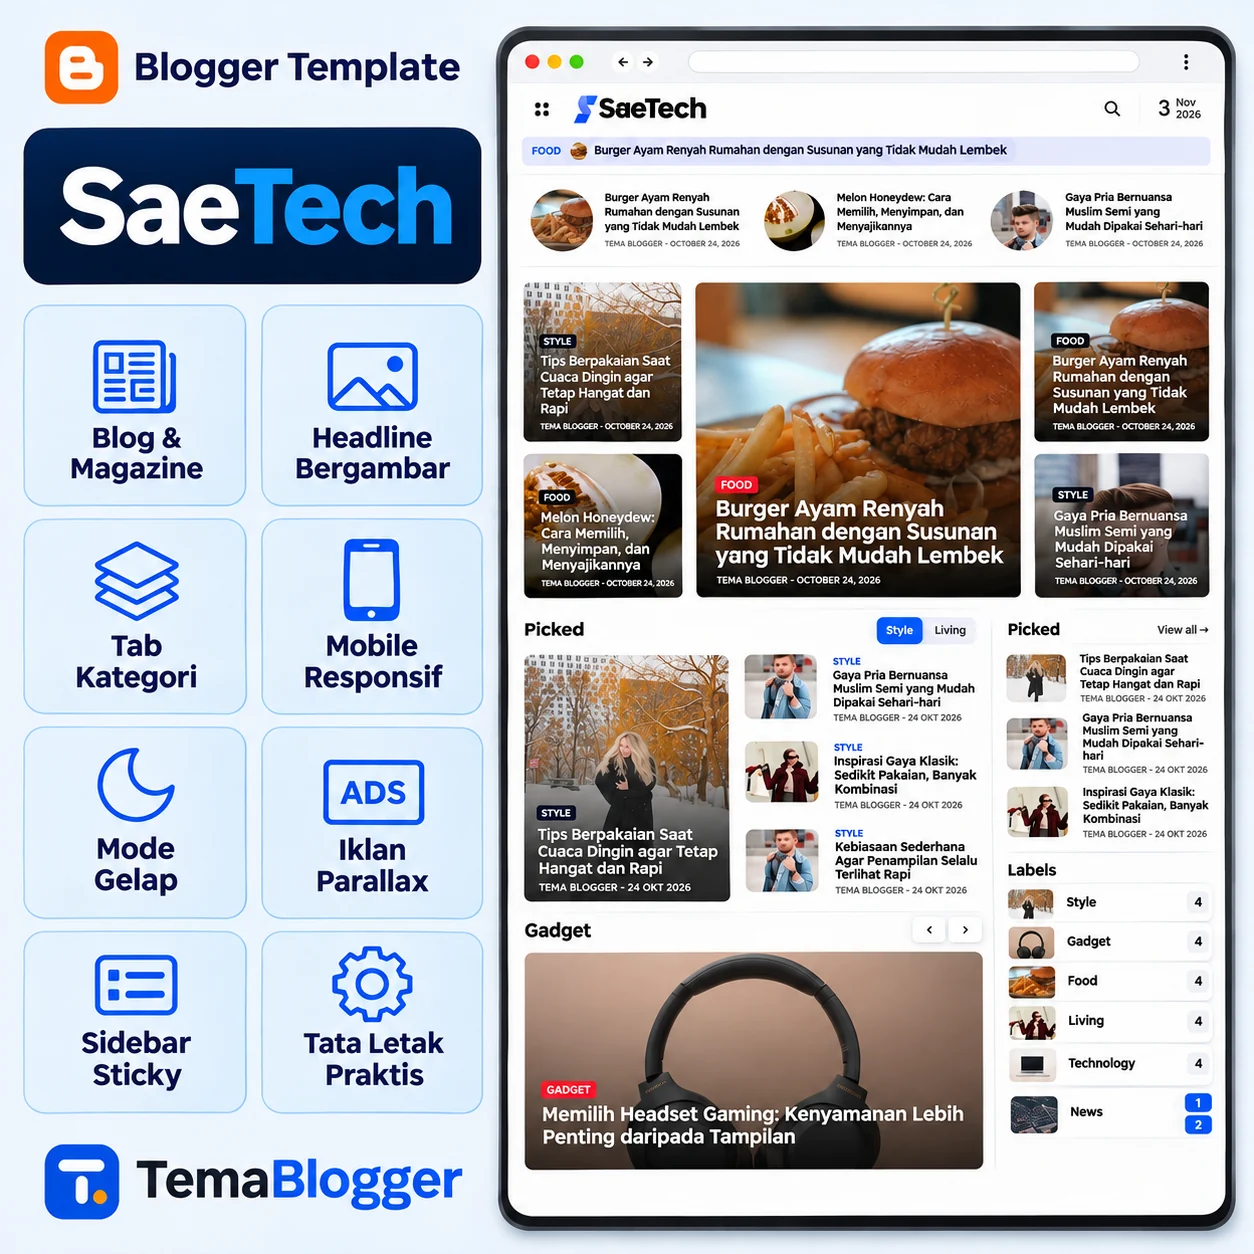 Blogger Template
SaeTech
Blog &
Magazine
Headline
Bergambar
Tab
Kategori
Mobile
Responsif
Mode
Gelap
ADS
Iklan
Parallax
Sidebar
Sticky
Tata Letak
Praktis
TemaBlogger
SaeTech
3 Nov
2026
FOOD Burger Ayam Renyah Rumahan dengan Susunan yang Tidak Mudah Lembek
Burger Ayam Renyah
Rumahan dengan Susunan
yang Tidak Mudah Lembek
TEMA BLOGGER - OCTOBER 24, 2026
Melon Honeydew: Cara
Memilih, Menyimpan, dan
Menyajikannya
TEMA BLOGGER - OCTOBER 24, 2026
Gaya Pria Bernuansa
Muslim Semi yang
Mudah Dipakai Sehari-hari
TEMA BLOGGER - OCTOBER 24, 2026
STYLE
Tips Berpakaian Saat
Cuaca Dingin agar
Tetap Hangat dan
Rapi
TEMA BLOGGER - OCTOBER 24, 2026
FOOD
Melon Honeydew:
Cara Memilih,
Menyimpan, dan
Menyajikannya
TEMA BLOGGER - OCTOBER 24, 2026
FOOD
Burger Ayam Renyah
Rumahan dengan Susunan
yang Tidak Mudah Lembek
TEMA BLOGGER - OCTOBER 24, 2026
FOOD
Burger Ayam Renyah
Rumahan dengan
Susunan yang Tidak
Mudah Lembek
TEMA BLOGGER - OCTOBER 24, 2026
STYLE
Gaya Pria Bernuansa
Muslim Semi yang
Mudah Dipakai
Sehari-hari
TEMA BLOGGER - OCTOBER 24, 2026
Picked
Style Living
STYLE
Tips Berpakaian Saat
Cuaca Dingin agar Tetap
Hangat dan Rapi
TEMA BLOGGER - 24 OKT 2026
STYLE
Gaya Pria Bernuansa
Muslim Semi yang Mudah
Dipakai Sehari-hari
TEMA BLOGGER - 24 OKT 2026
STYLE
Inspirasi Gaya Klasik:
Sedikit Pakaian, Banyak
Kombinasi
TEMA BLOGGER - 24 OKT 2026
STYLE
Kebiasaan Sederhana
Agar Penampilan Selalu
Terlihat Rapi
TEMA BLOGGER - 24 OKT 2026
Gadget
GADGET
Memilih Headset Gaming: Kenyamanan Lebih
Penting daripada Tampilan
Picked View all →
Tips Berpakaian Saat
Cuaca Dingin agar
Tetap Hangat dan Rapi
TEMA BLOGGER - 24 OKT 2026
Gaya Pria Bernuansa
Muslim Semi yang
Mudah Dipakai Sehari-
hari
TEMA BLOGGER - 24 OKT 2026
Inspirasi Gaya Klasik:
Sedikit Pakaian, Banyak
Kombinasi
TEMA BLOGGER - 24 OKT 2026
Labels
Style 4
Gadget 4
Food 4
Living 4
Technology 4
News 1
2